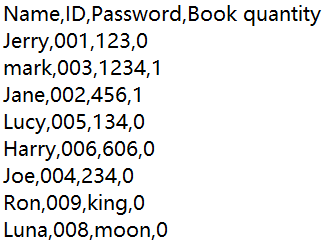 Name,ID,Password,Book quantity
Jerry,001,123,0
mark,003,1234,1
Jane,002,456,1
Lucy,005,134,0
Harry,006,606,0
Joe,004,234,0
Ron,009,king,0
Luna,008,moon,0